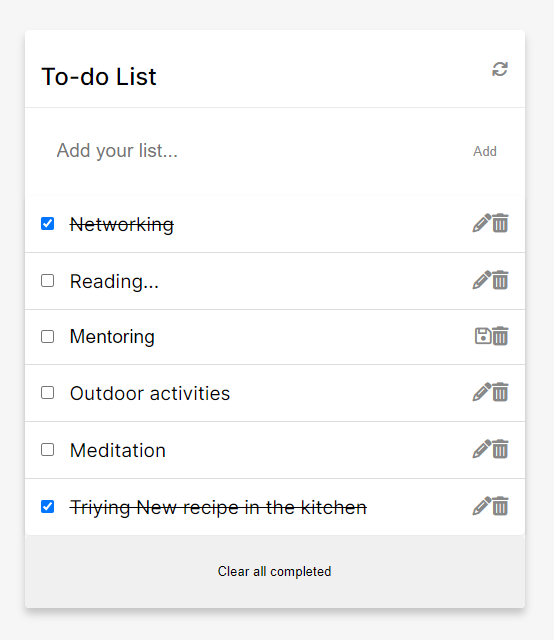 To-do List
Add your list...
Add
Networking
Reading...
Mentoring
Outdoor activities
Meditation
Triying New recipe in the kitchen
Clear all completed